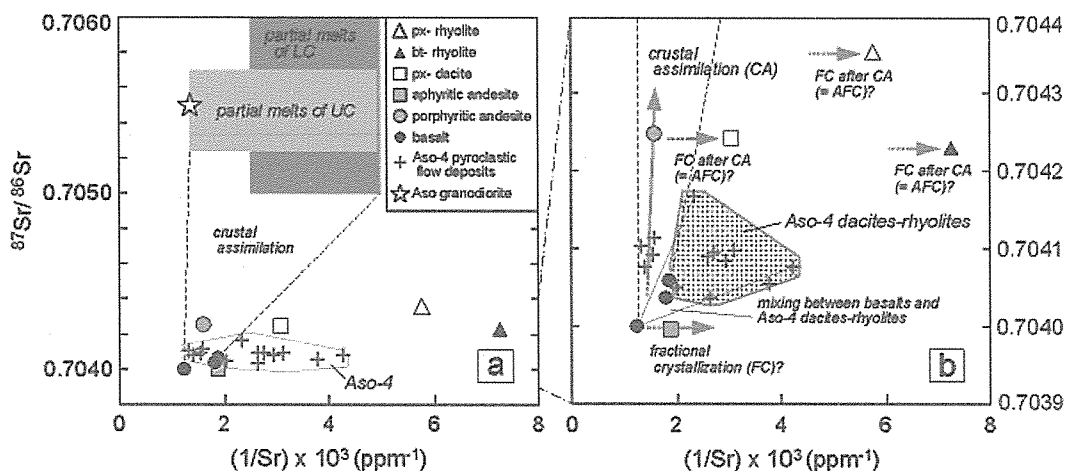 0.7060
0.7050
0.7040
87Sr/86Sr
partial melts
of LC
partial melts of UC
crustal
assimilation
Aso-4
a
0 2 4 6 8
(1/Sr) x 10³ (ppm⁻¹)
px- rhyolite
bt- rhyolite
px- dacite
aphyritic andesite
porphyritic andesite
basalt
Aso-4 pyroclastic
flow deposits
Aso granodiorite
crustal
assimilation (CA)
FC after CA
(= AFC)?
FC after CA
(= AFC)?
FC after CA
(= AFC)?
Aso-4 dacites-rhyolites
mixing between basalts and
Aso-4 dacites-rhyolites
fractional
crystallization (FC)?
b
0 2 4 6 8
(1/Sr) x 10³ (ppm⁻¹)
0.7044
0.7043
0.7042
0.7041
0.7040
0.7039